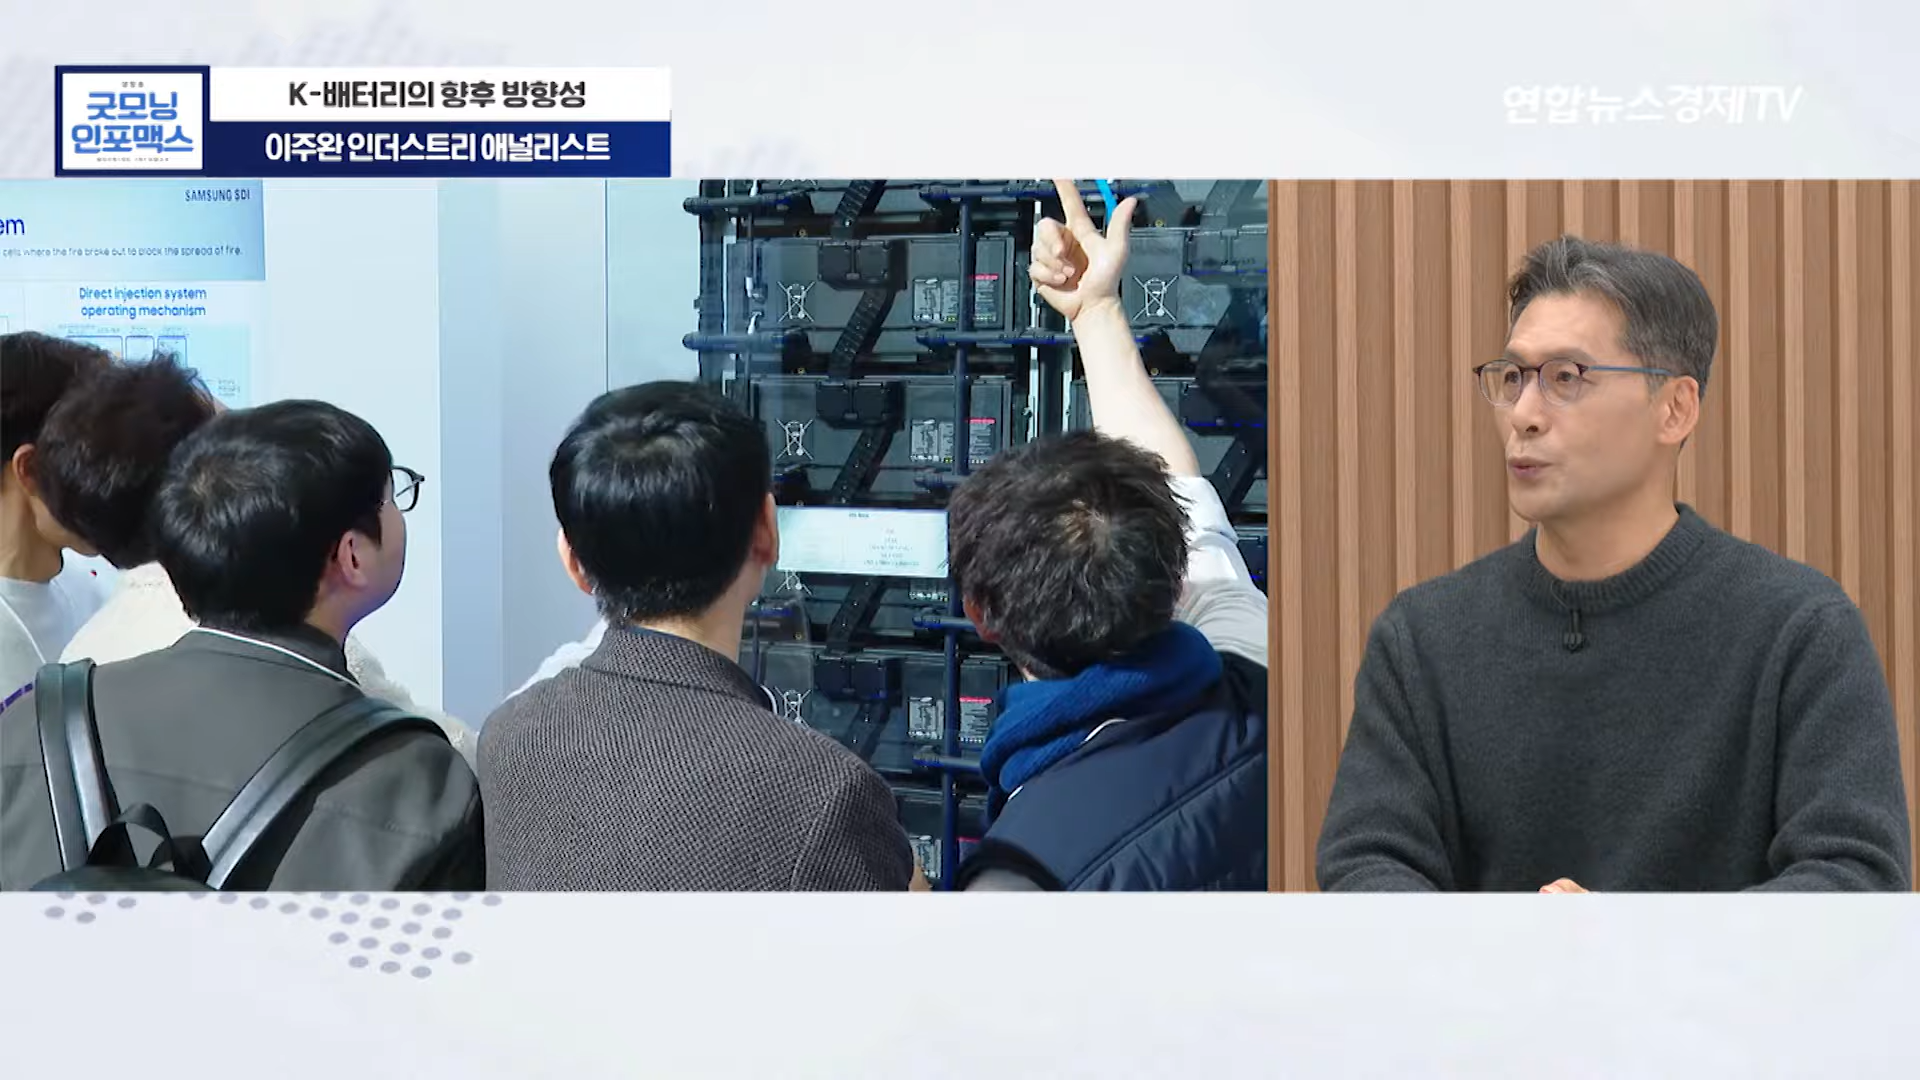 굿모닝
인포맥스
K-배터리의 향후 방향성
이주완 인더스트리 애널리스트
연합뉴스경제TV
SAMSUNG SDI
em
cells where the fire broke out to block the spread of fire.
Direct injection system
operating mechanism